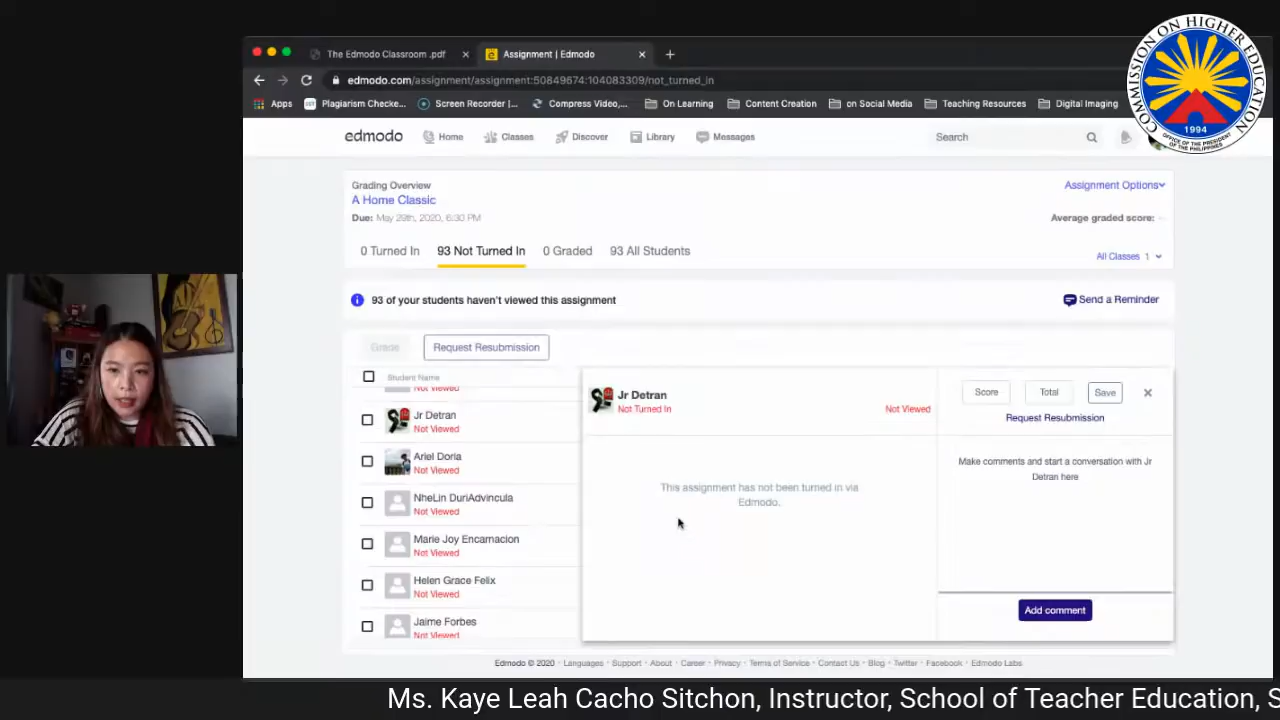 The Edmodo Classroom .pdf
Assignment | Edmodo
edmodo.com/assignment/assignment:50849674:104083309/not_turned_in
Apps
Plagiarism Checke...
Screen Recorder |...
Compress Video,...
On Learning
Content Creation
on Social Media
Teaching Resources
Digital Imaging
COMMISSION ON HIGHER EDUCATION
1994
OFFICE OF THE PRESIDENT OF THE PHILIPPINES
edmodo
Home
Classes
Discover
Library
Messages
Search
Grading Overview
Assignment Options
A Home Classic
Due: May 29th, 2020, 6:30 PM
Average graded score: --
0 Turned In
93 Not Turned In
0 Graded
93 All Students
All Classes 1
93 of your students haven't viewed this assignment
Send a Reminder
Grade
Request Resubmission
Student Name
Not Viewed
Jr Detran
Not Viewed
Ariel Doria
Not Viewed
NheLin DuriAdvincula
Not Viewed
Marie Joy Encarnacion
Not Viewed
Helen Grace Felix
Not Viewed
Jaime Forbes
Not Viewed
Jr Detran
Not Turned In
Not Viewed
This assignment has not been turned in via
Edmodo.
Score
Total
Save
Request Resubmission
Make comments and start a conversation with Jr
Detran here
Add comment
Edmodo © 2020 · Languages · Support · About · Career · Privacy · Terms of Service · Contact Us · Blog · Twitter · Facebook · Edmodo Labs
Ms. Kaye Leah Cacho Sitchon, Instructor, School of Teacher Education, S